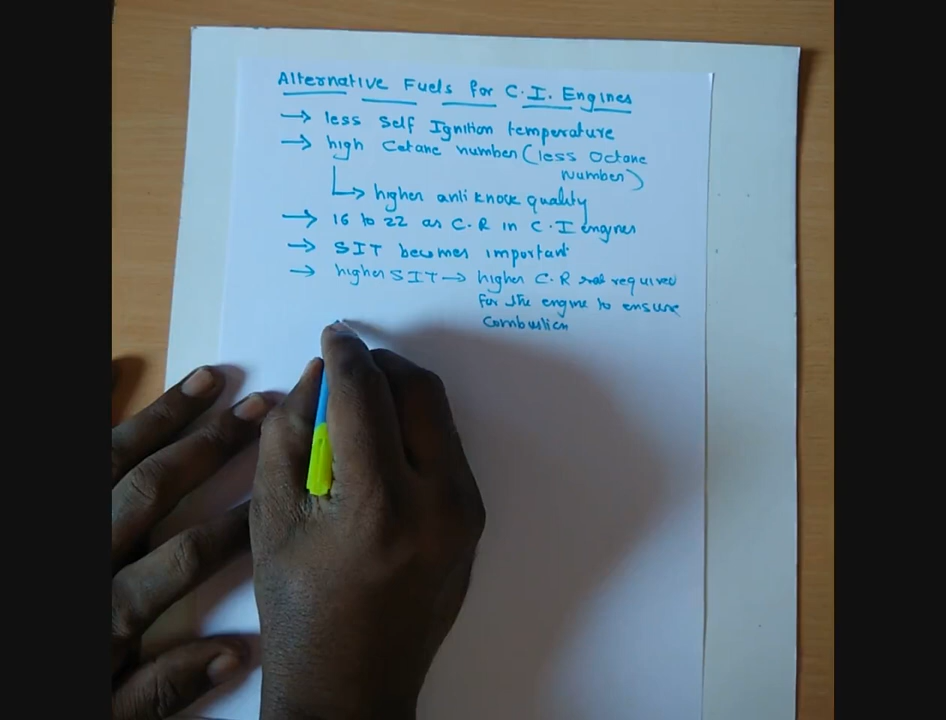 Alternative Fuels for C.I. Engines
→ less Self Ignition temperature
→ high Cetane number (less Octane
number)
↳ higher anti knock quality
→ 16 to 22 as C.R in C.I engines
→ SIT becomes important
→ higher SIT → higher C.R required
for the engine to ensure
Combustion